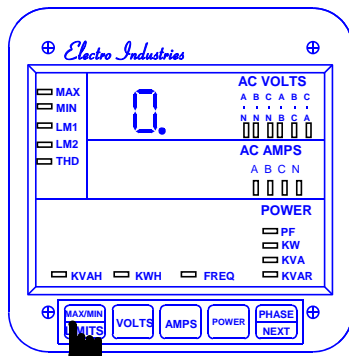 Electro Industries
MAX
MIN
LM1
LM2
THD
0.
AC VOLTS
A B C A B C
- - - - - -
N N N B C A
AC AMPS
A B C N
POWER
PF
KW
KVA
KVAR
KVAH KWH FREQ
MAX/MIN
LIMITS
VOLTS
AMPS
POWER
PHASE
NEXT